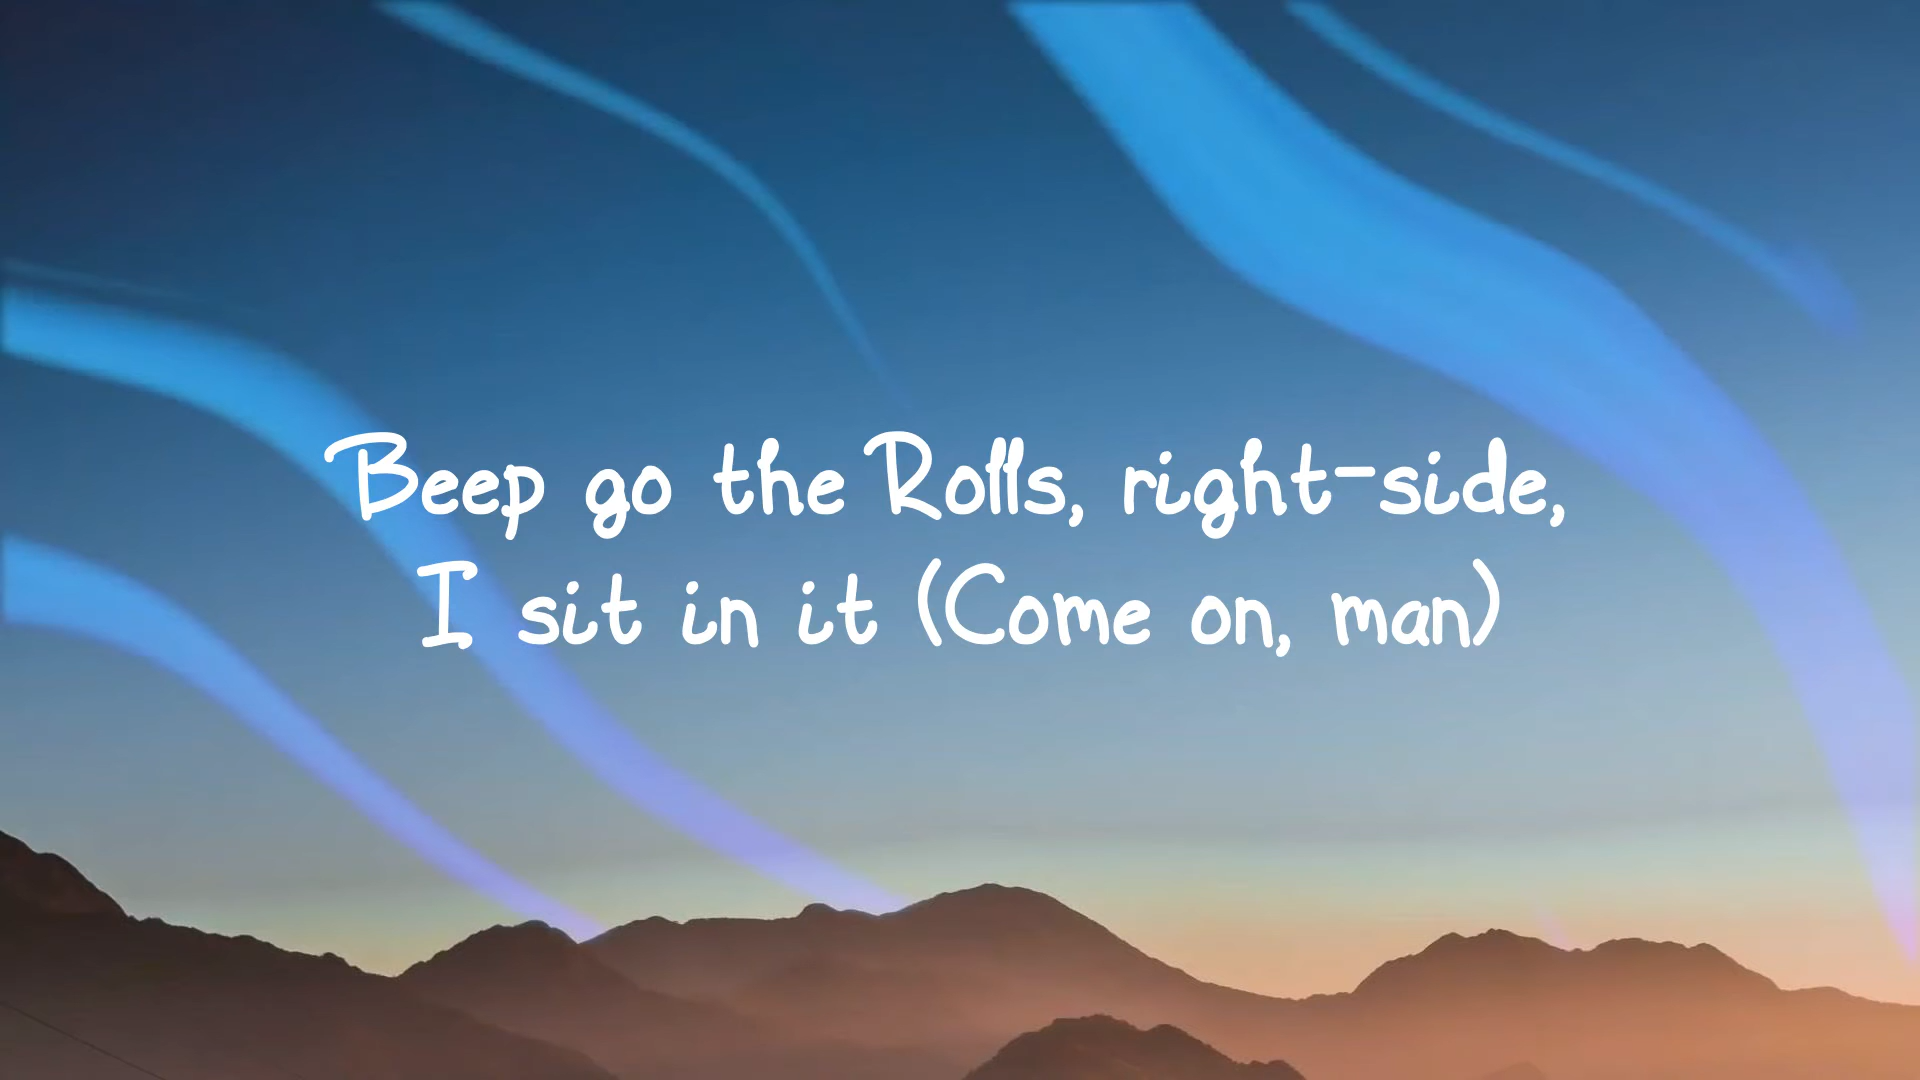 Beep go the Rolls, right-side,
I sit in it (Come on, man)